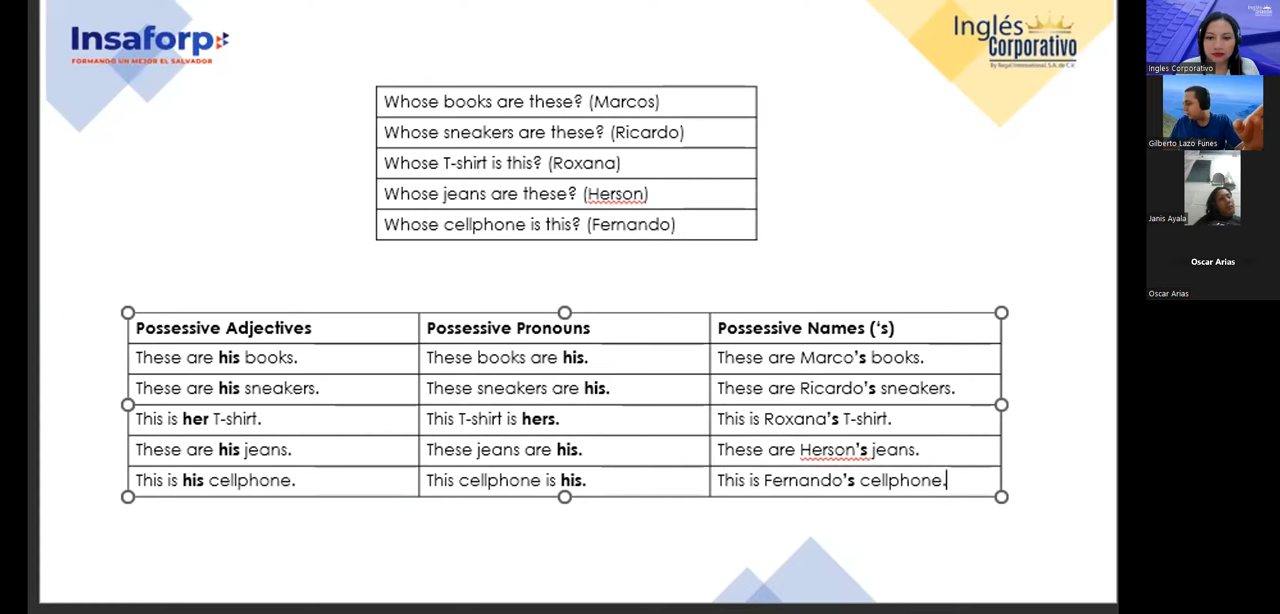 Insaforp
FORMANDO UN MEJOR EL SALVADOR
Inglés
Corporativo
Whose books are these? (Marcos)
Whose sneakers are these? (Ricardo)
Whose T-shirt is this? (Roxana)
Whose jeans are these? (Herson)
Whose cellphone is this? (Fernando)
Possessive Adjectives
Possessive Pronouns
Possessive Names (‘s)
These are his books.
These books are his.
These are Marco’s books.
These are his sneakers.
These sneakers are his.
These are Ricardo’s sneakers.
This is her T-shirt.
This T-shirt is hers.
This is Roxana’s T-shirt.
These are his jeans.
These jeans are his.
These are Herson’s jeans.
This is his cellphone.
This cellphone is his.
This is Fernando’s cellphone.
Ingles Corporativo
Gilberto Lazo Funes
Janis Ayala
Oscar Arias
Oscar Arias